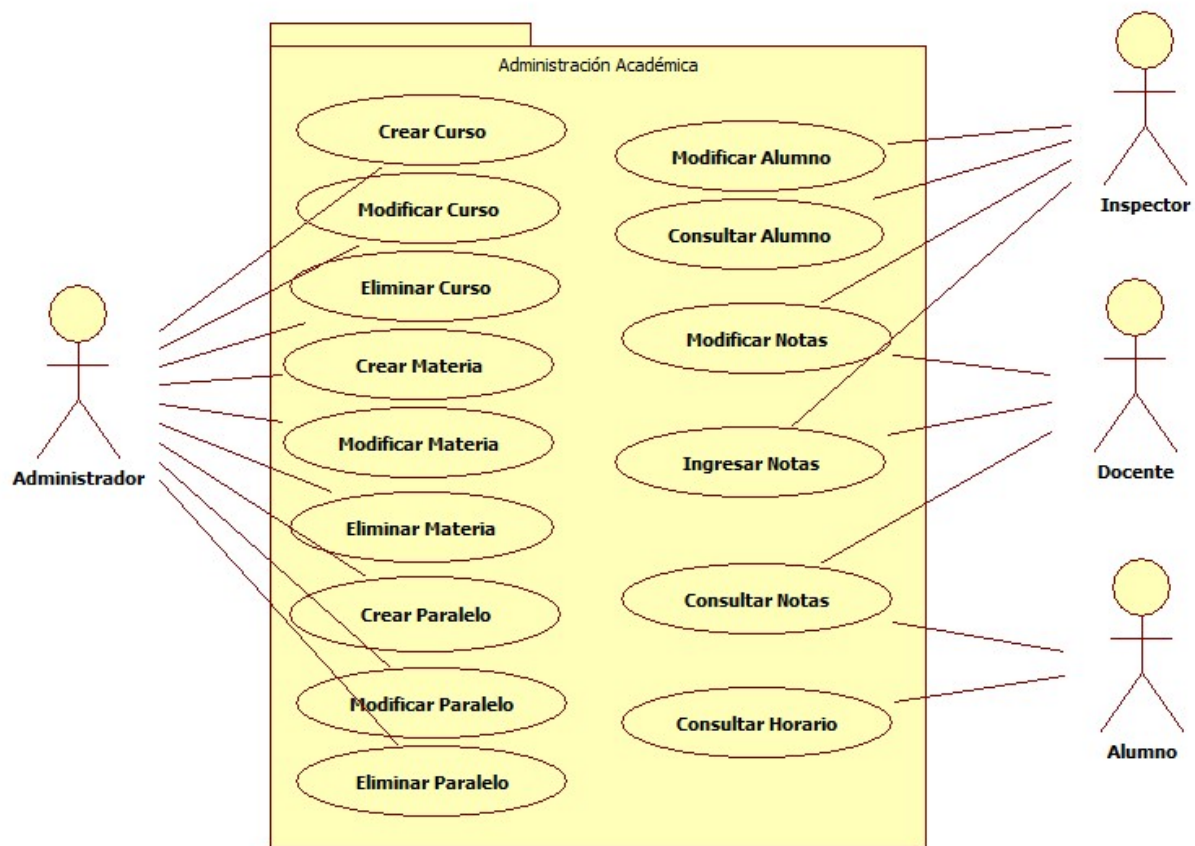 Administración Académica
Crear Curso
Modificar Curso
Eliminar Curso
Crear Materia
Modificar Materia
Eliminar Materia
Crear Paralelo
Modificar Paralelo
Eliminar Paralelo
Modificar Alumno
Consultar Alumno
Modificar Notas
Ingresar Notas
Consultar Notas
Consultar Horario
Administrador
Inspector
Docente
Alumno